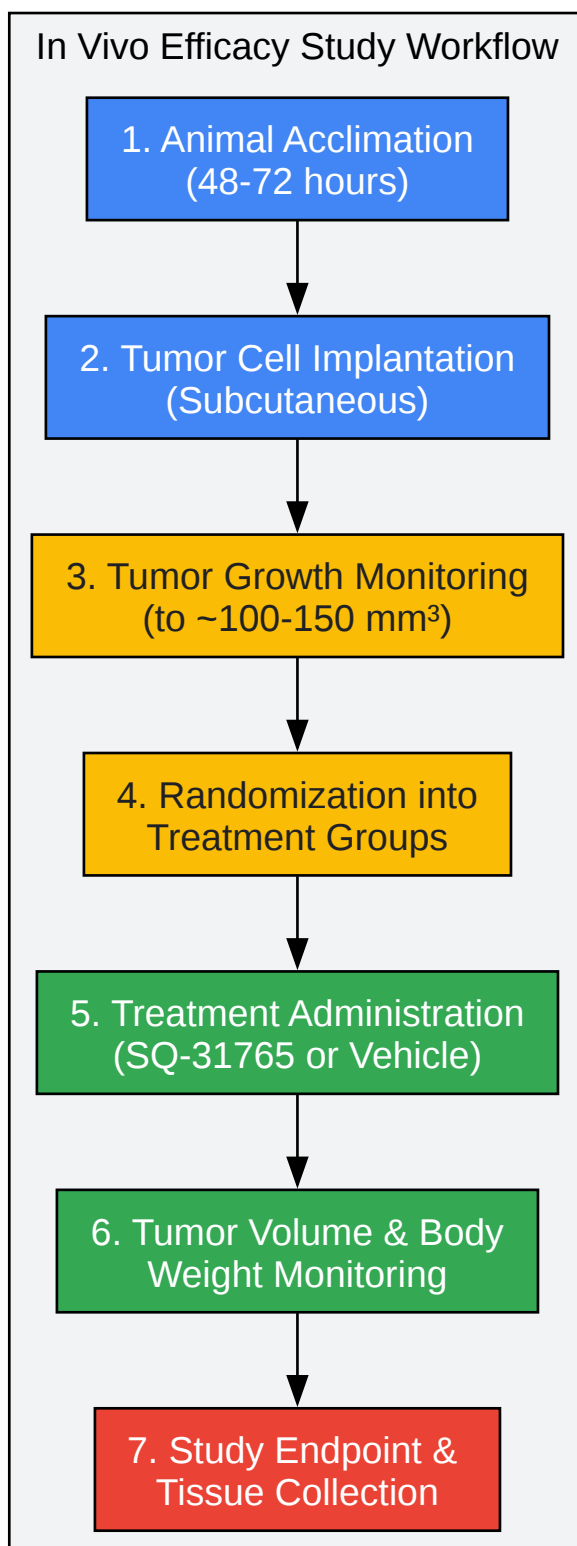 In Vivo Efficacy Study Workflow
1. Animal Acclimation
(48-72 hours)
2. Tumor Cell Implantation
(Subcutaneous)
3. Tumor Growth Monitoring
(to ~100-150 mm³)
4. Randomization into
Treatment Groups
5. Treatment Administration
(SQ-31765 or Vehicle)
6. Tumor Volume & Body
Weight Monitoring
7. Study Endpoint &
Tissue Collection